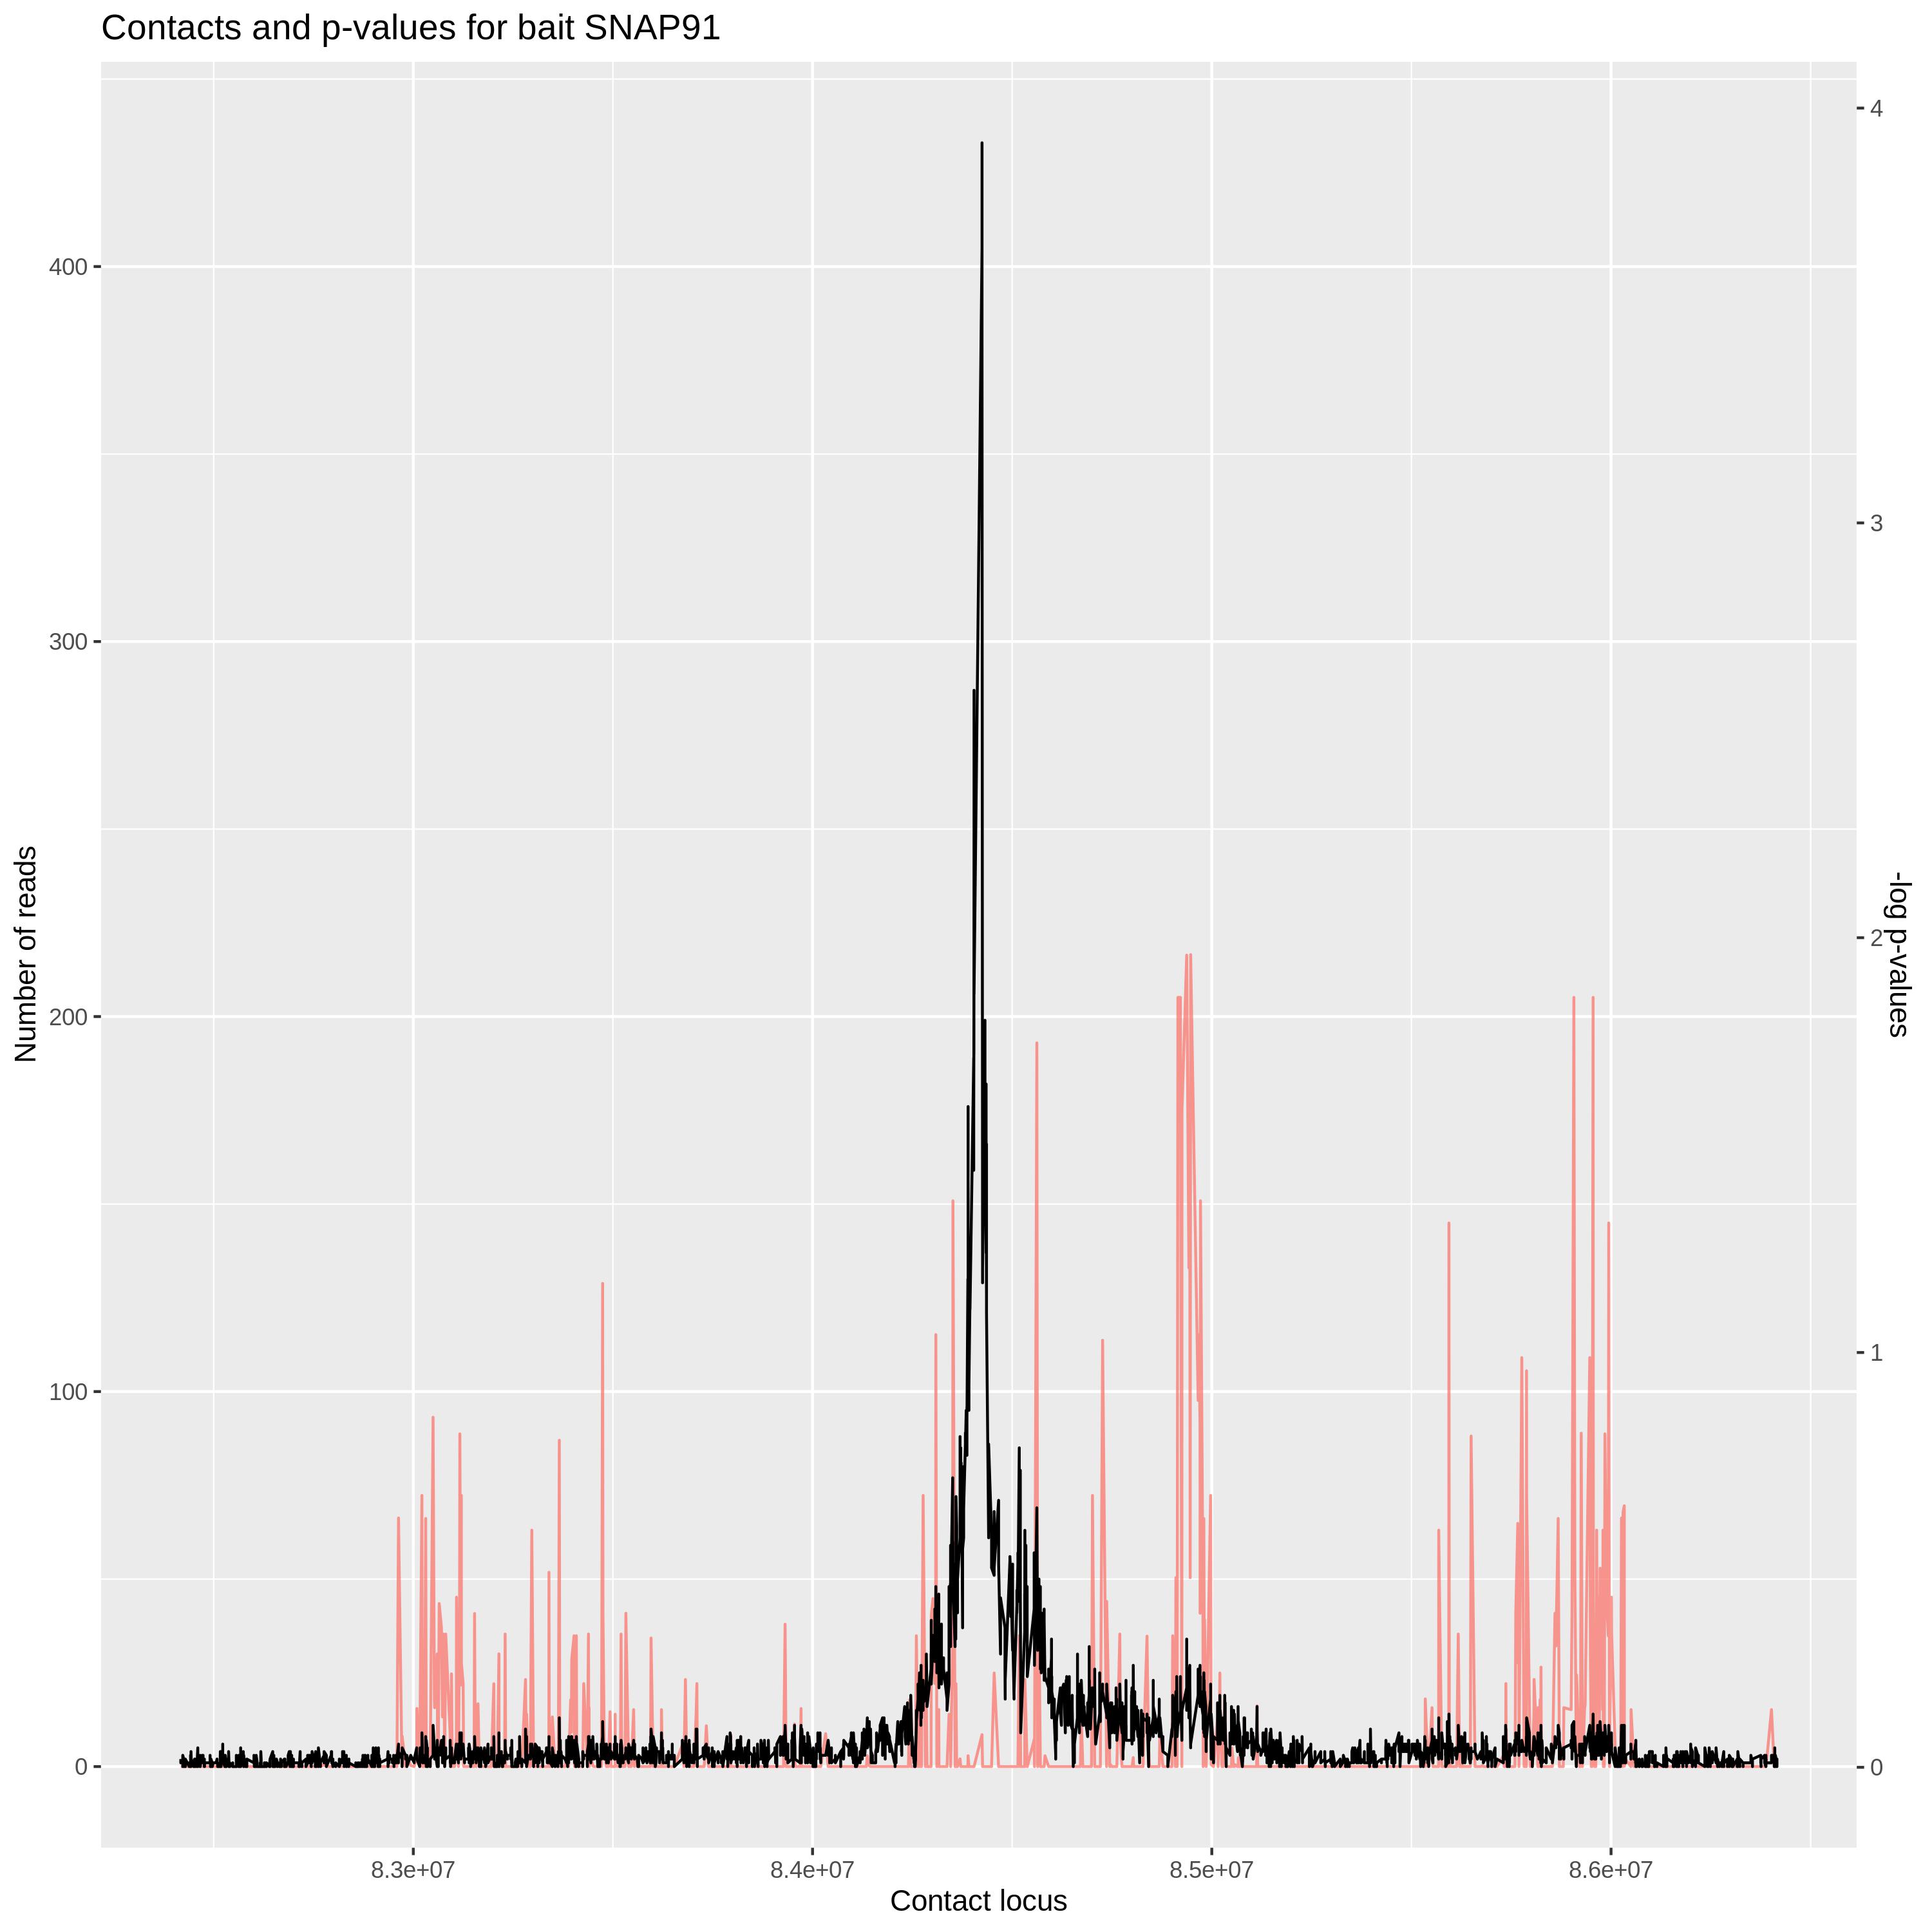 Contacts and p-values for bait SNAP91
Number of reads
400
300
200
100
0
4
3
2
1
0
-log p-values
8.3e+07 8.4e+07 8.5e+07 8.6e+07
Contact locus